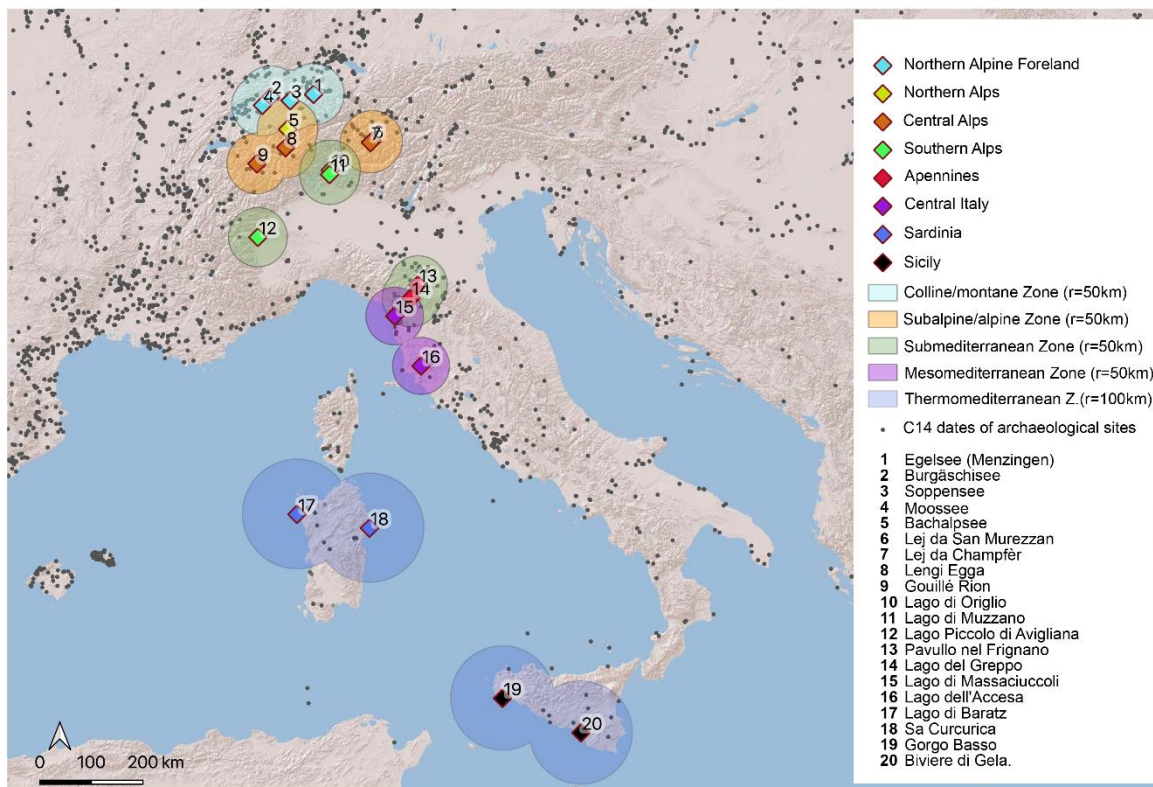 1
2
3
4
5
8
7
9
10
11
12
13
14
15
16
17
18
19
20
0 100 200 km
Northern Alpine Foreland
Northern Alps
Central Alps
Southern Alps
Apennines
Central Italy
Sardinia
Sicily
Colline/montane Zone (r=50km)
Subalpine/alpine Zone (r=50km)
Submediterranean Zone (r=50km)
Mesomediterranean Zone (r=50km)
Thermomediterranean Z.(r=100km)
C14 dates of archaeological sites
1 Egelsee (Menzingen)
2 Burgäschisee
3 Soppensee
4 Moossee
5 Bachalpsee
6 Lej da San Murezzan
7 Lej da Champfèr
8 Lengi Egga
9 Gouillé Rion
10 Lago di Origlio
11 Lago di Muzzano
12 Lago Piccolo di Avigliana
13 Pavullo nel Frignano
14 Lago del Greppo
15 Lago di Massaciuccoli
16 Lago dell'Accesa
17 Lago di Baratz
18 Sa Curcurica
19 Gorgo Basso
20 Biviere di Gela.